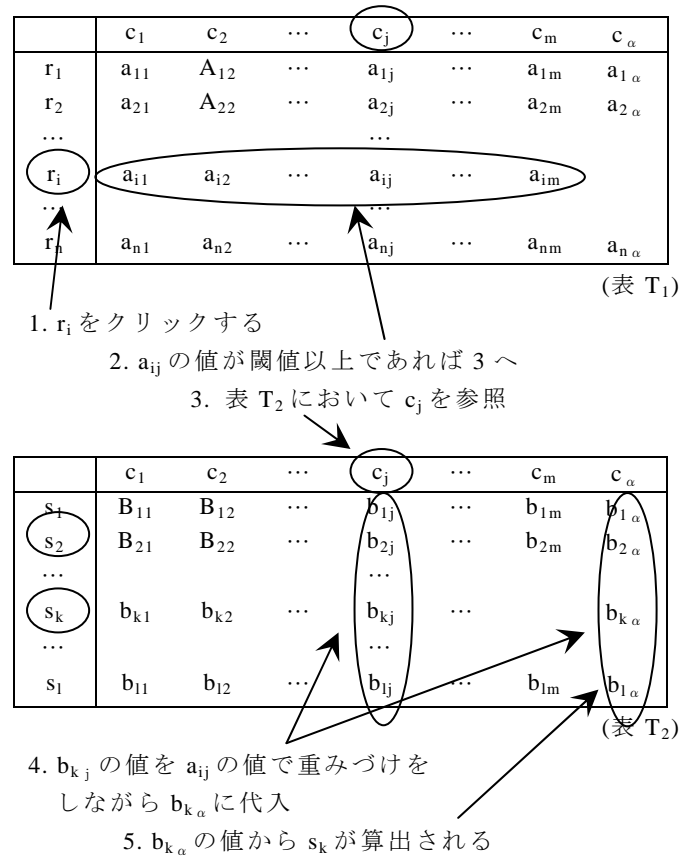 c₁ c₂ … cⱼ … cₘ c_α
r₁ a₁₁ A₁₂ … a₁ⱼ … a₁ₘ a₁α
r₂ a₂₁ A₂₂ … a₂ⱼ … a₂ₘ a₂α
… …
rᵢ aᵢ₁ aᵢ₂ … aᵢⱼ … aᵢₘ
… …
rₙ aₙ₁ aₙ₂ … aₙⱼ … aₙₘ aₙα
(表 T₁)
1. rᵢをクリックする
2. aᵢⱼの値が閾値以上であれば 3 へ
3. 表 T₂において cⱼを参照
c₁ c₂ … cⱼ … cₘ c_α
s₁ B₁₁ B₁₂ … b₁ⱼ … b₁ₘ b₁α
s₂ B₂₁ B₂₂ … b₂ⱼ … b₂ₘ b₂α
… …
sₖ bₖ₁ bₖ₂ … bₖⱼ … bₖα
… …
sₗ bₗ₁ bₗ₂ … bₗⱼ … bₗₘ bₗα
(表 T₂)
4. bₖⱼの値を aᵢⱼの値で重みづけを
しながら bₖαに代入
5. bₖαの値から sₖが算出される